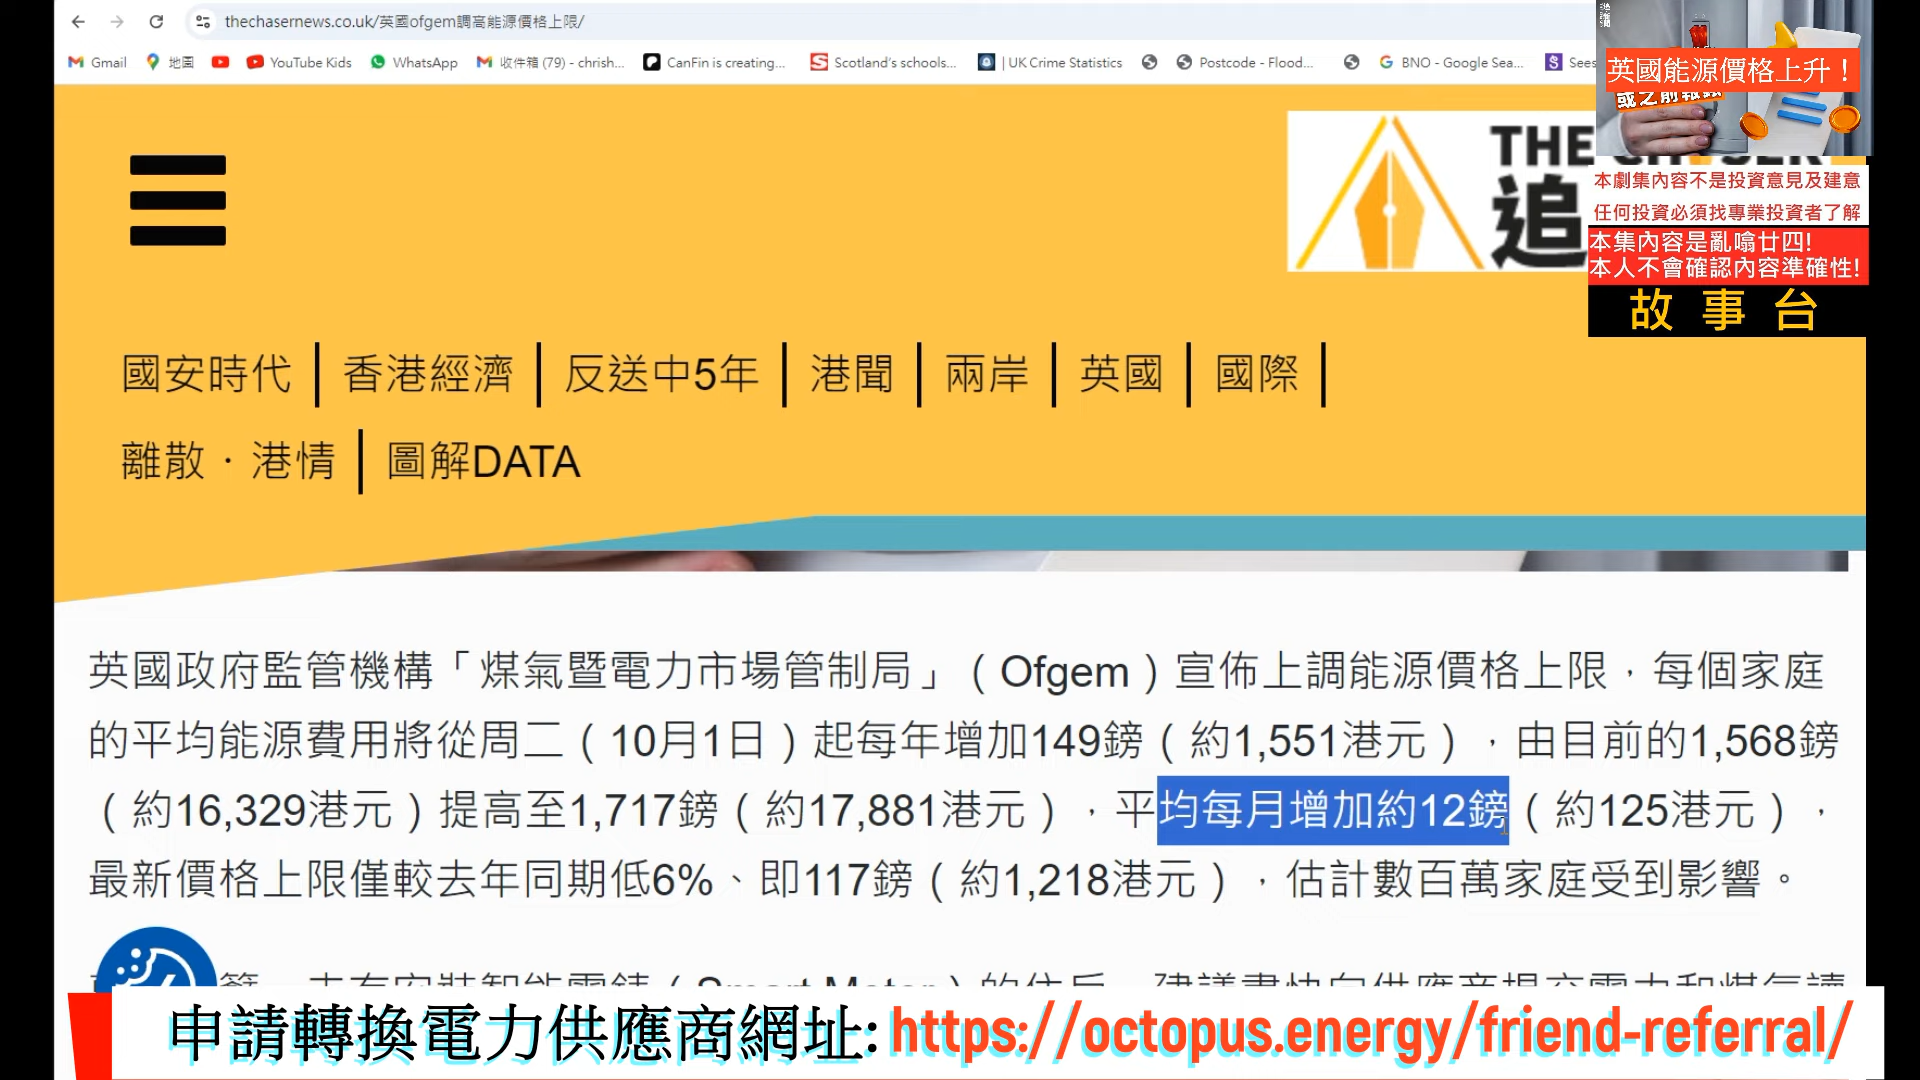 thechasernews.co.uk/英國ofgem調高能源價格上限/
Gmail 地圖 YouTube Kids WhatsApp 收件箱 (79) - chrish... CanFin is creating... Scotland's schools... | UK Crime Statistics Postcode - Flood... BNO - Google Sea... Sees
英國能源價格上升！
THE
追
本劇集內容不是投資意見及建意
任何投資必須找專業投資者了解
本集內容是亂噏廿四!
本人不會確認內容準確性!
故事台
國安時代 | 香港經濟 | 反送中5年 | 港聞 | 兩岸 | 英國 | 國際 |
離散．港情 | 圖解DATA
英國政府監管機構「煤氣暨電力市場管制局」（Ofgem）宣佈上調能源價格上限，每個家庭
的平均能源費用將從周二（10月1日）起每年增加149鎊（約1,551港元），由目前的1,568鎊
（約16,329港元）提高至1,717鎊（約17,881港元），平均每月增加約12鎊（約125港元），
最新價格上限僅較去年同期低6%、即117鎊（約1,218港元），估計數百萬家庭受到影響。
申請轉換電力供應商網址: https://octopus.energy/friend-referral/